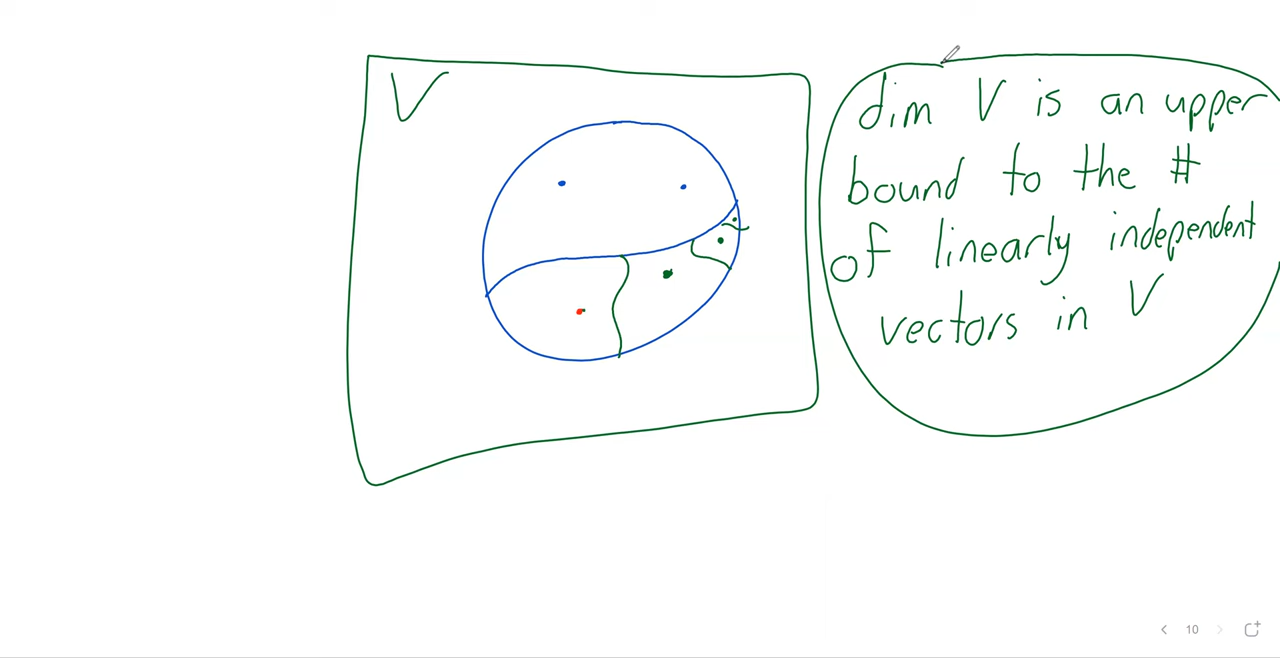 V
dim V is an upper
bound to the #
of linearly independent
vectors in V
10